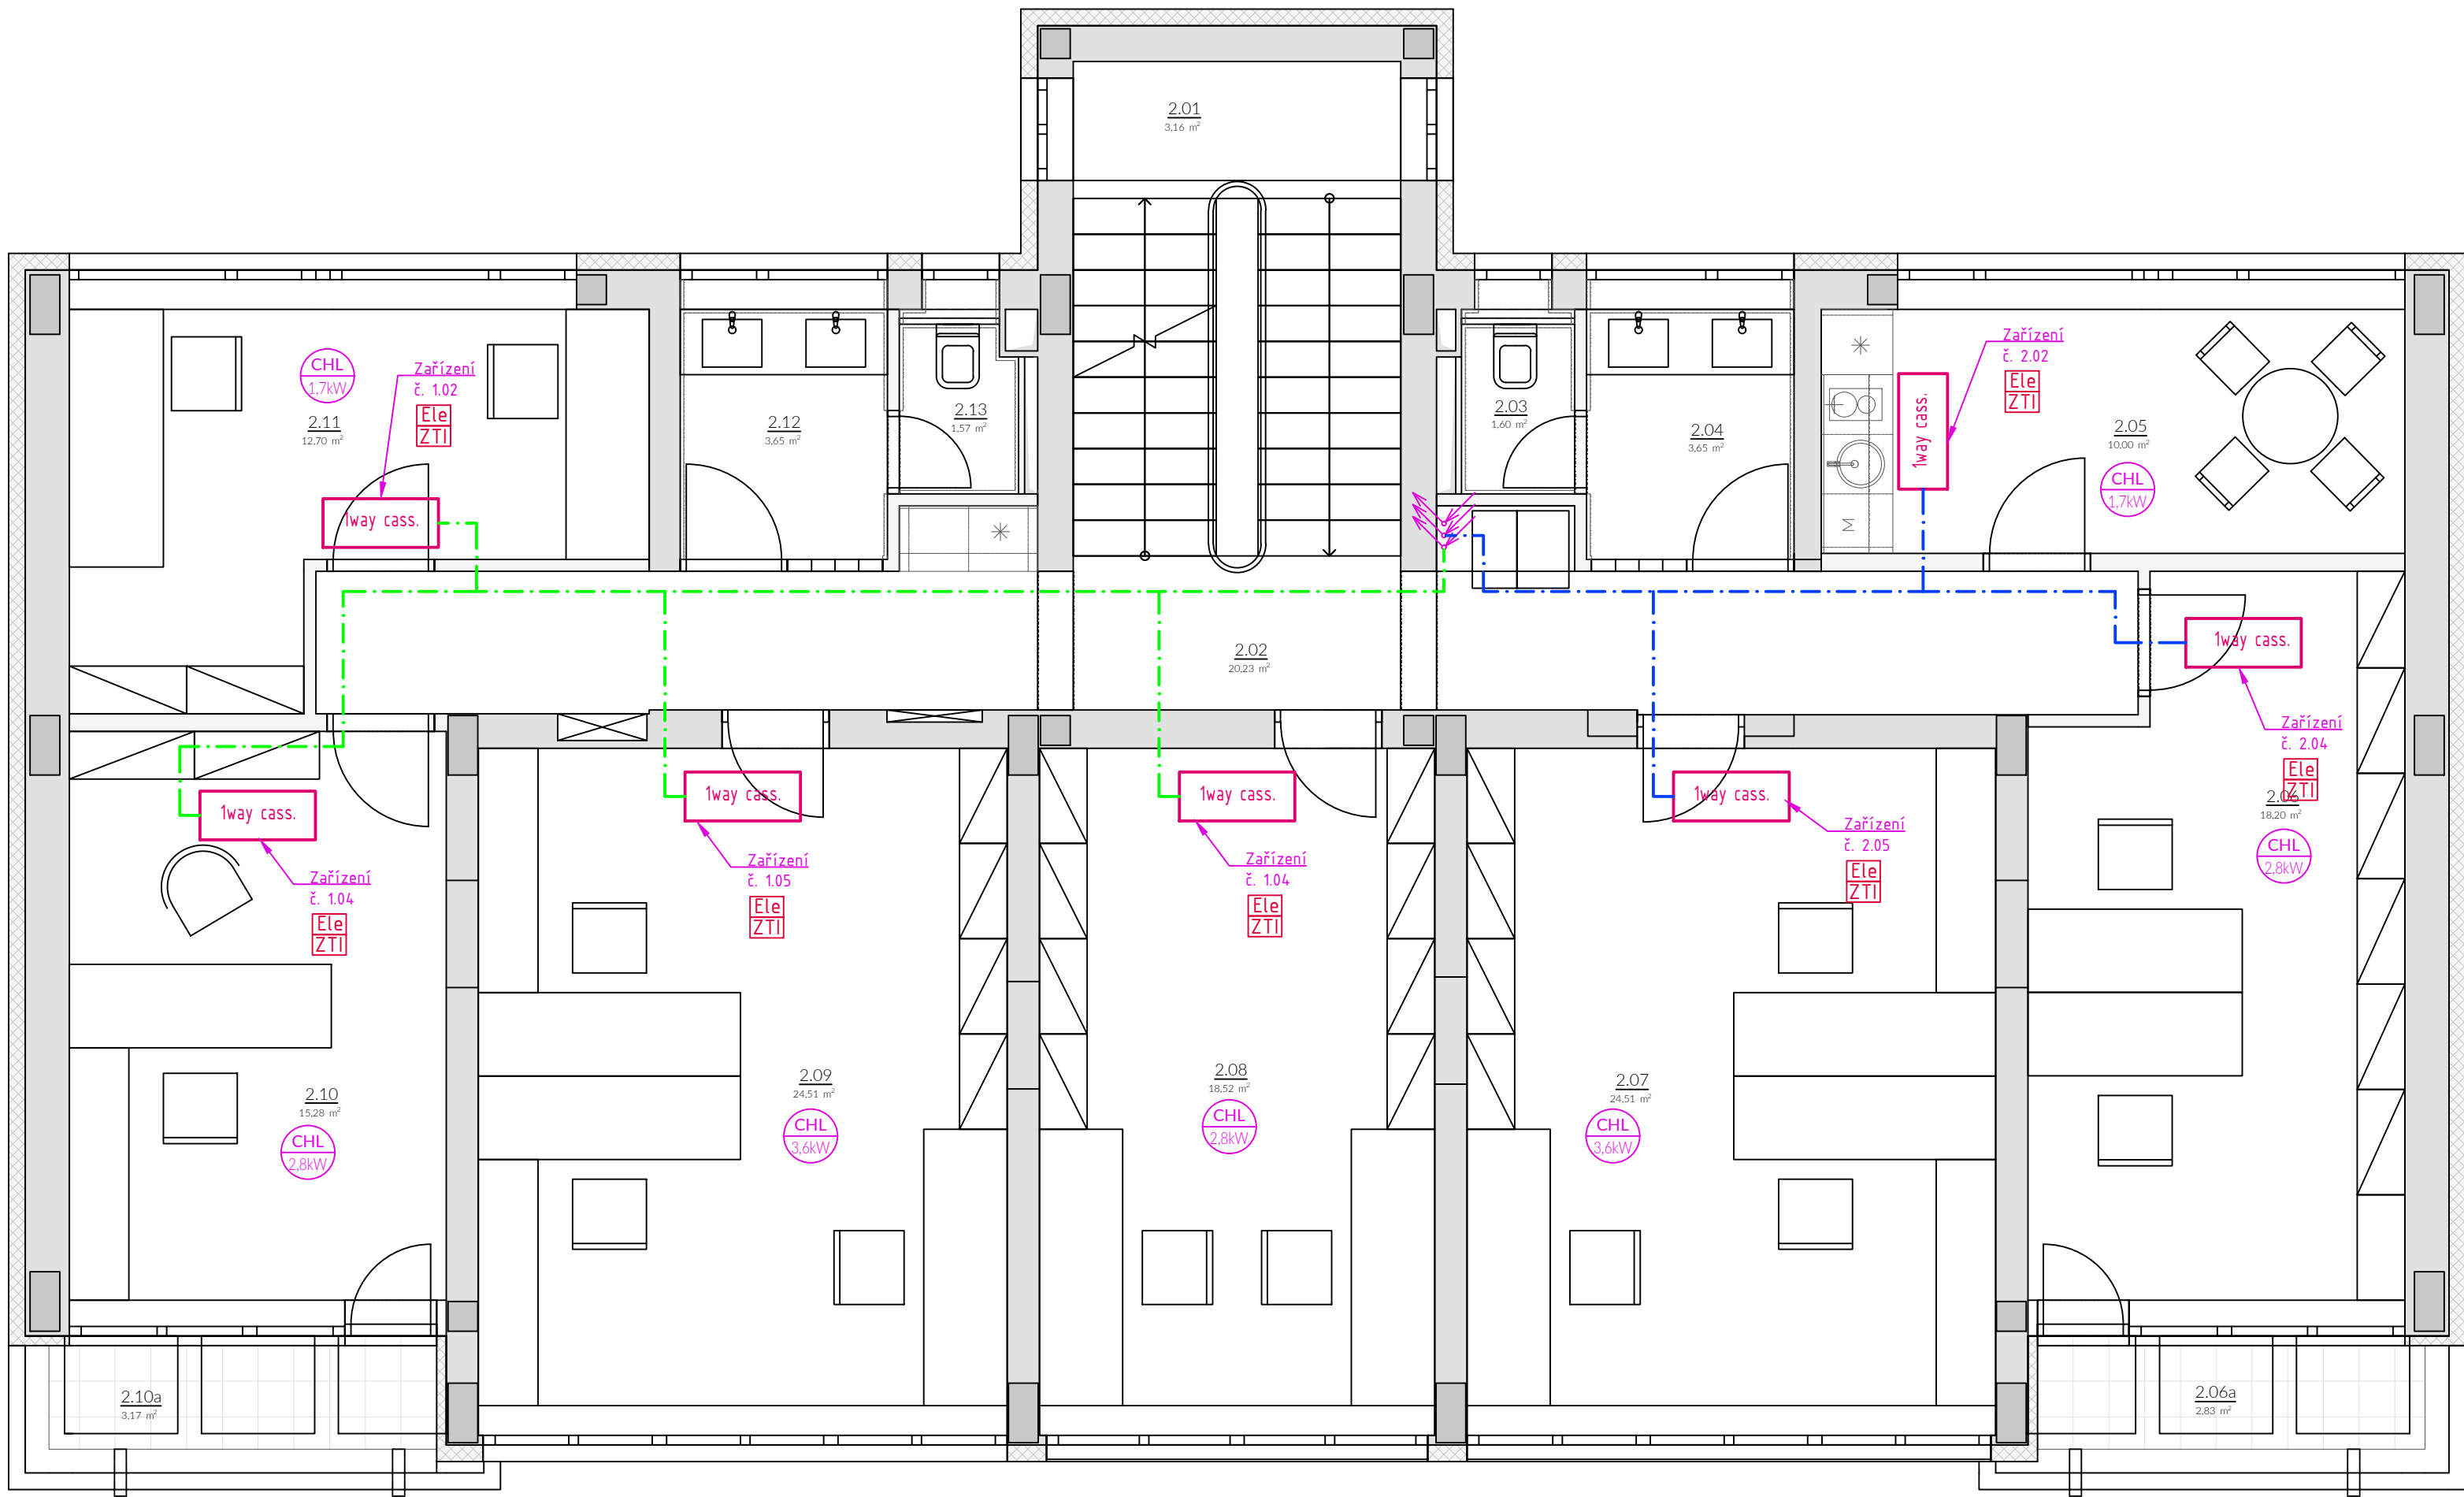 2.01
3,16 m²
CHL
1,7kW
2.11
12,70 m²
Zařízení
č. 1.02
Ele
ZTI
1way cass.
2.12
3,65 m²
2.13
1,57 m²
2.03
1,60 m²
2.04
3,65 m²
M
1way cass.
Zařízení
č. 2.02
Ele
ZTI
2.05
10,00 m²
CHL
1,7kW
2.02
20,23 m²
1way cass.
Zařízení
č. 2.04
Ele
ZTI
2.06
18,20 m²
CHL
2,8kW
1way cass.
Zařízení
č. 1.04
Ele
ZTI
1way cass.
Zařízení
č. 1.05
Ele
ZTI
1way cass.
Zařízení
č. 1.04
Ele
ZTI
1way cass.
Zařízení
č. 2.05
Ele
ZTI
2.10
15,28 m²
CHL
2,8kW
2.09
24,51 m²
CHL
3,6kW
2.08
18,52 m²
CHL
2,8kW
2.07
24,51 m²
CHL
3,6kW
2.10a
3,17 m²
2.06a
2,83 m²